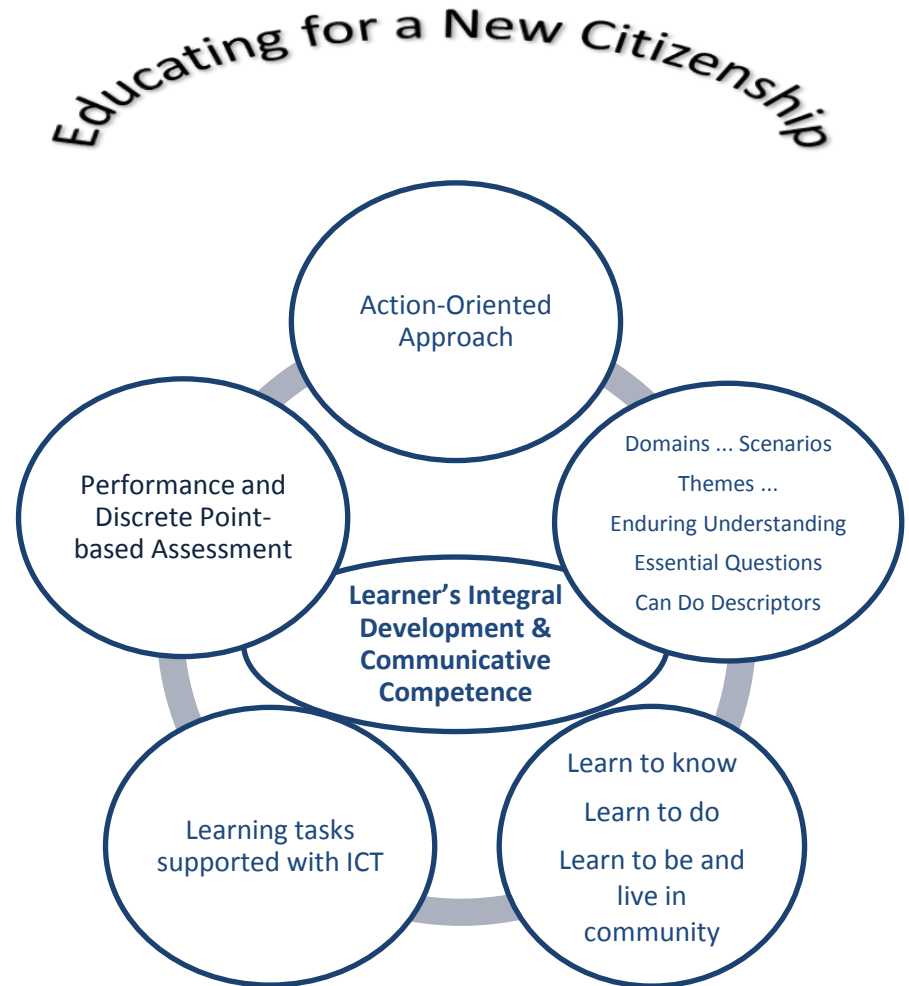 Educating for a New Citizenship
Action-Oriented
Approach
Domains ... Scenarios
Themes ...
Enduring Understanding
Essential Questions
Can Do Descriptors
Performance and
Discrete Point-
based Assessment
Learner’s Integral
Development &
Communicative
Competence
Learn to know
Learn to do
Learn to be and
live in
community
Learning tasks
supported with ICT